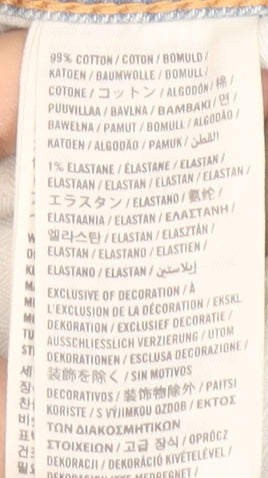 99% COTTON / COTON / BOMULD /
KATOEN / BAUMWOLLE / BOMULL /
COTONE / コットン / ALGODÓN / 棉 /
PUUVILLAA / BAVLNA / ΒΑΜΒΑΚΙ / 면 /
BAWEŁNA / PAMUT / BOMULL / ALGODÃO /
KATOEN / ALGODÃO / PAMUK / القطن
1% ELASTANE / ÉLASTANE / ELASTAN /
ELASTAAN / ELASTAN / ELASTAN / ELASTAN /
エラスタン / ELASTANO / 氨纶 /
ELASTAANIA / ELASTAN / ΕΛΑΣΤΑΝΗ /
엘라스탄 / ELASTAN / ELASZTÁN /
ELASTAN / ELASTANO / ELASTIEN /
ELASTANO / ELASTAN / إيلاستين
EXCLUSIVE OF DECORATION / À
L'EXCLUSION DE LA DÉCORATION / EKSKL.
DEKORATION / EXCLUSIEF DECORATIE /
AUSSCHLIESSLICH VERZIERUNG / UTOM
DEKORATIONEN / ESCLUSA DECORAZIONE /
装飾を除く / SIN MOTIVOS
DECORATIVOS / 装饰物除外 / PAITSI
KORISTE / S VÝJIMKOU OZDOB / ΕΚΤΟΣ
ΤΩΝ ΔΙΑΚΟΣΜΗΤΙΚΩΝ
ΣΤΟΙΧΕΙΩΝ / 고급 장식 / OPRÓCZ
DEKORACJI / DEKORÁCIÓ KIVÉTELÉVEL /